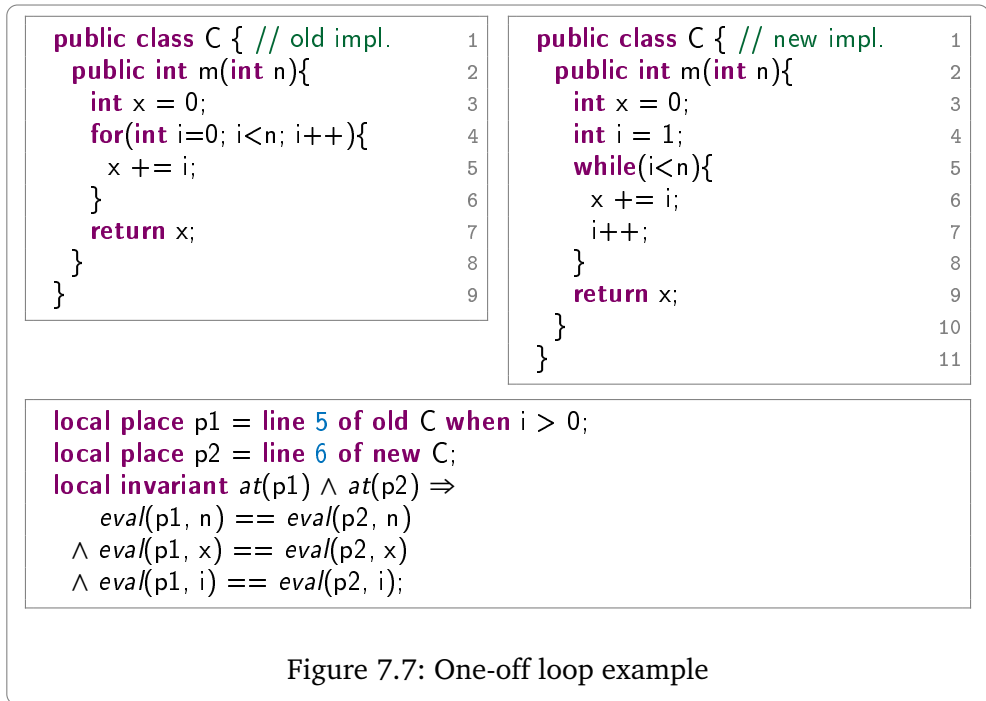 public class C { // old impl. 1
public int m(int n){ 2
int x = 0; 3
for(int i=0; i<n; i++){ 4
x += i; 5
} 6
return x; 7
} 8
} 9
public class C { // new impl. 1
public int m(int n){ 2
int x = 0; 3
int i = 1; 4
while(i<n){ 5
x += i; 6
i++; 7
} 8
return x; 9
} 10
} 11
local place p1 = line 5 of old C when i > 0;
local place p2 = line 6 of new C;
local invariant at(p1) ∧ at(p2) ⇒
eval(p1, n) == eval(p2, n)
∧ eval(p1, x) == eval(p2, x)
∧ eval(p1, i) == eval(p2, i);
Figure 7.7: One-off loop example